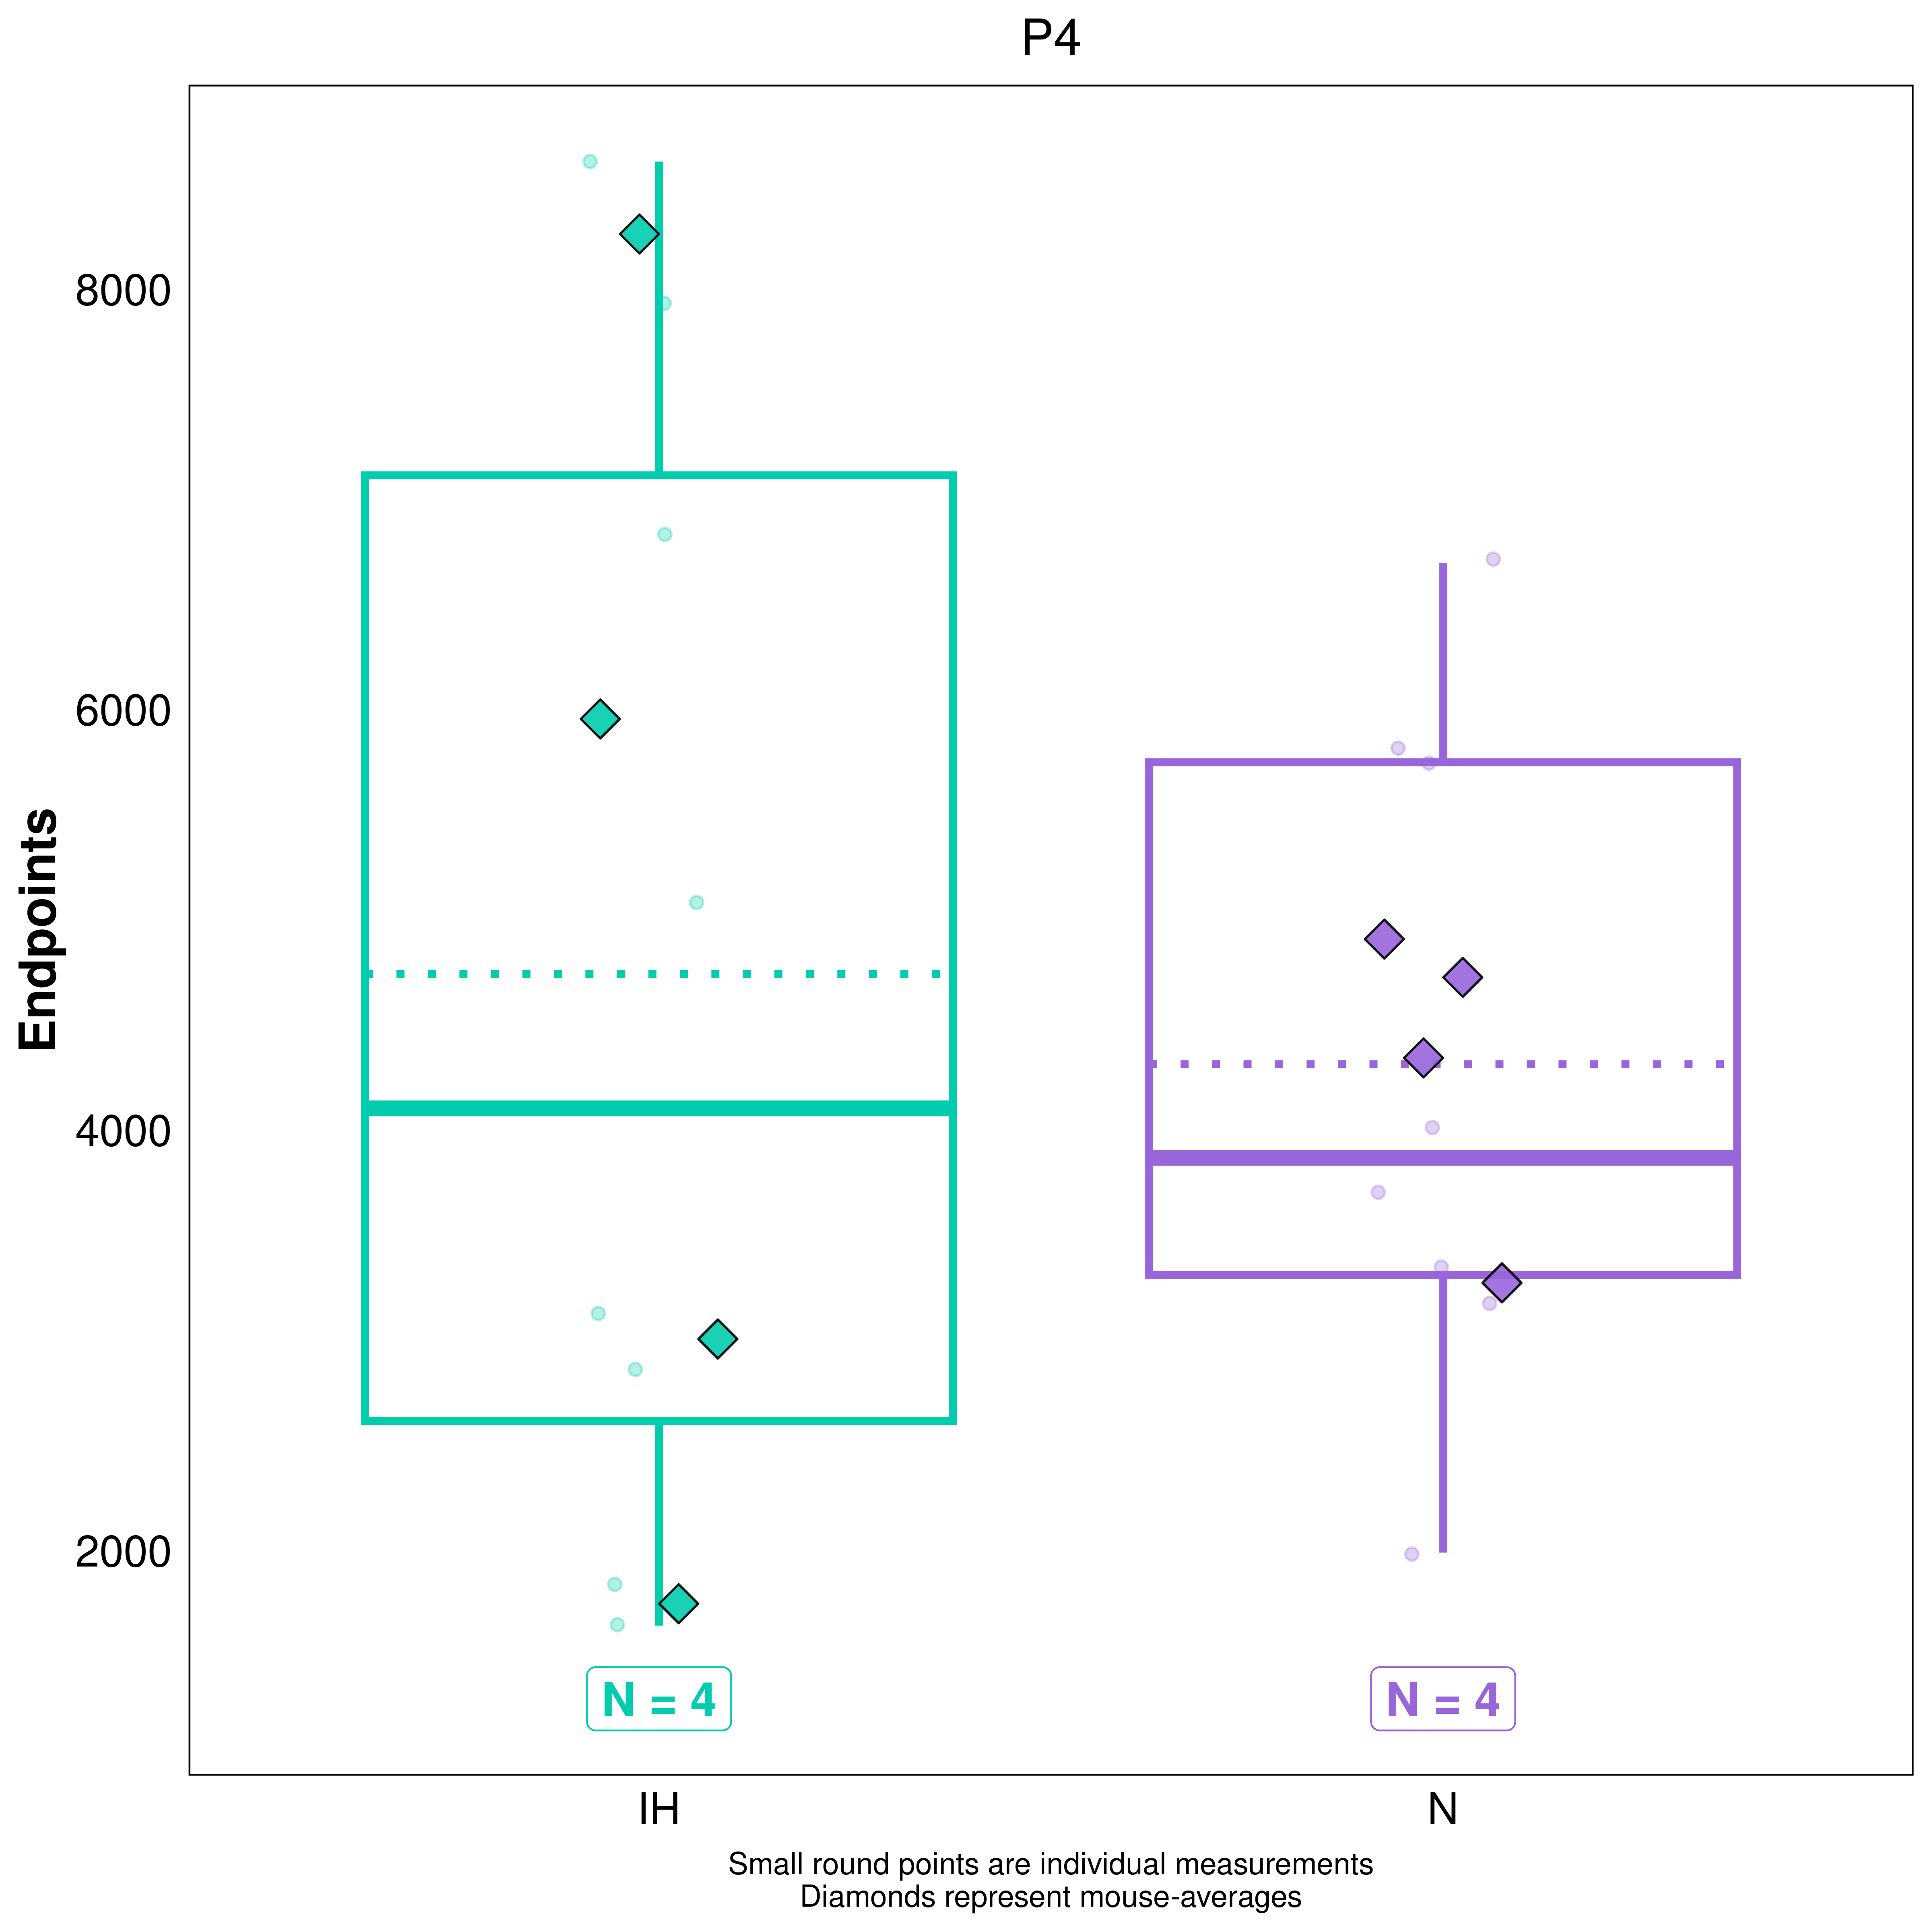 P4
Endpoints
8000
6000
4000
2000
N = 4
N = 4
IH
N
Small round points are individual measurements
Diamonds represent mouse-averages